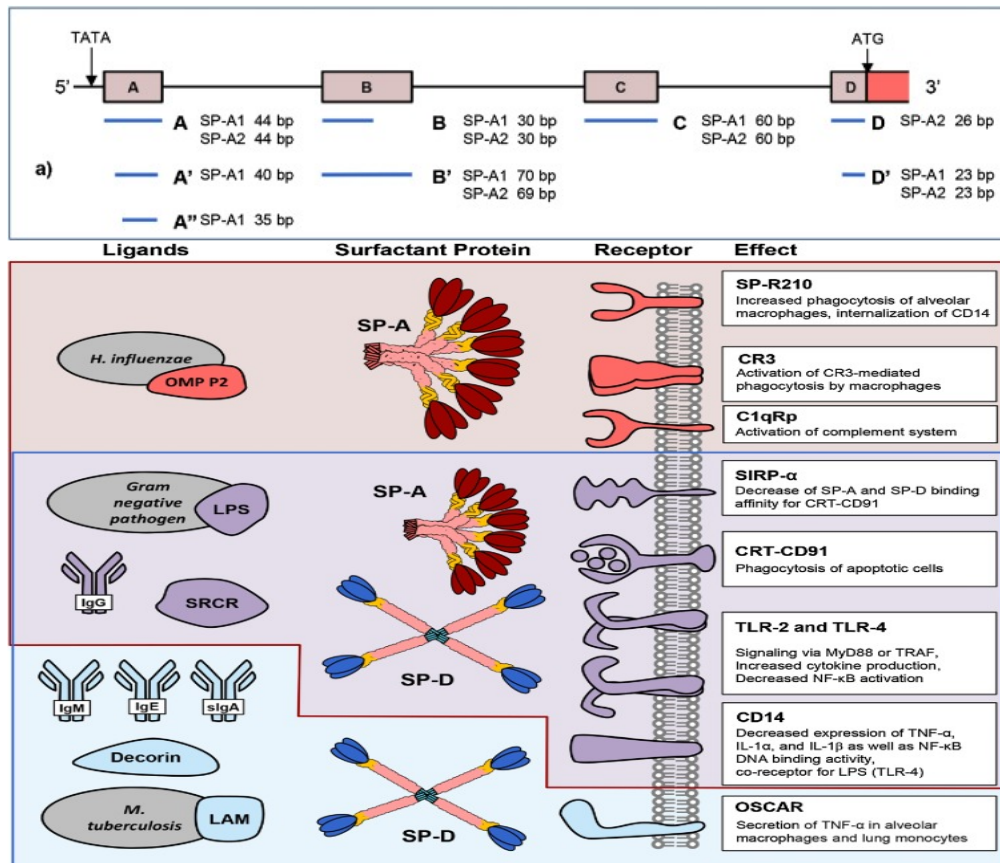 TATA
ATG
5'
A
B
C
D
3'
A SP-A1 44 bp
SP-A2 44 bp
B SP-A1 30 bp
SP-A2 30 bp
C SP-A1 60 bp
SP-A2 60 bp
D SP-A2 26 bp
a)
A' SP-A1 40 bp
B' SP-A1 70 bp
SP-A2 69 bp
D' SP-A1 23 bp
SP-A2 23 bp
A" SP-A1 35 bp
Ligands
Surfactant Protein
Receptor
Effect
H. influenzae
OMP P2
SP-A
SP-R210
Increased phagocytosis of alveolar
macrophages, internalization of CD14
CR3
Activation of CR3-mediated
phagocytosis by macrophages
C1qRp
Activation of complement system
Gram
negative
pathogen
LPS
IgG
SRCR
SP-A
SP-D
SIRP-α
Decrease of SP-A and SP-D binding
affinity for CRT-CD91
CRT-CD91
Phagocytosis of apoptotic cells
TLR-2 and TLR-4
Signaling via MyD88 or TRAF,
Increased cytokine production,
Decreased NF-κB activation
CD14
Decreased expression of TNF-α,
IL-1α, and IL-1β as well as NF-κB
DNA binding activity,
co-receptor for LPS (TLR-4)
IgM
IgE
sIgA
Decorin
M.
tuberculosis
LAM
SP-D
OSCAR
Secretion of TNF-α in alveolar
macrophages and lung monocytes